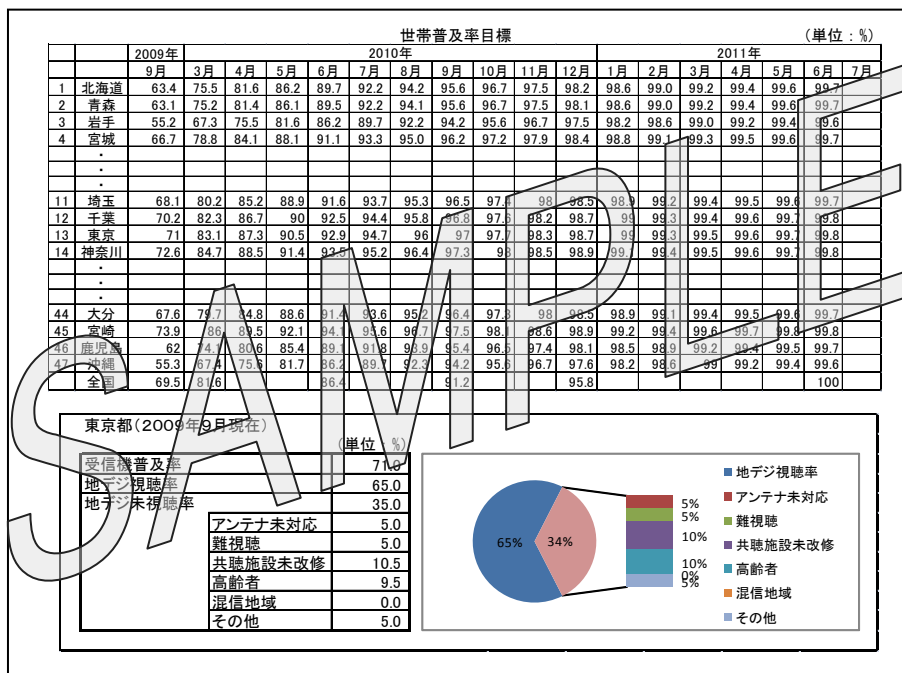 世帯普及率目標 (単位：%)
2009年 2010年 2011年
9月 3月 4月 5月 6月 7月 8月 9月 10月 11月 12月 1月 2月 3月 4月 5月 6月 7月
1 北海道 63.4 75.5 81.6 86.2 89.7 92.2 94.2 95.6 96.7 97.5 98.2 98.6 99.0 99.2 99.4 99.6 99.7
2 青森 63.1 75.2 81.4 86.1 89.5 92.2 94.1 95.6 96.7 97.5 98.1 98.6 99.0 99.2 99.4 99.6 99.7
3 岩手 55.2 67.3 75.5 81.6 86.2 89.7 92.2 94.2 95.6 96.7 97.5 98.2 98.6 99.0 99.2 99.4 99.6
4 宮城 66.7 78.8 84.1 88.1 91.1 93.3 95.0 96.2 97.2 97.9 98.4 98.8 99.1 99.3 99.5 99.6 99.7
・
・
・
11 埼玉 68.1 80.2 85.2 88.9 91.6 93.7 95.3 96.5 97.4 98 98.5 98.9 99.2 99.4 99.5 99.6 99.7
12 千葉 70.2 82.3 86.7 90 92.5 94.4 95.8 96.8 97.6 98.2 98.7 99 99.3 99.4 99.6 99.7 99.8
13 東京 71 83.1 87.3 90.5 92.9 94.7 96 97 97.7 98.3 98.7 99 99.3 99.5 99.6 99.7 99.8
14 神奈川 72.6 84.7 88.5 91.4 93.5 95.2 96.4 97.3 98 98.5 98.9 99.1 99.4 99.5 99.6 99.7 99.8
・
・
・
44 大分 67.6 79.7 84.8 88.6 91.4 93.6 95.2 96.4 97.3 98 98.5 98.9 99.1 99.4 99.5 99.6 99.7
45 宮崎 73.9 86 89.5 92.1 94.1 95.6 96.7 97.5 98.1 98.6 98.9 99.2 99.4 99.6 99.7 99.8 99.8
46 鹿児島 62 74.1 80.6 85.4 89.1 91.8 93.9 95.4 96.5 97.4 98.1 98.5 98.9 99.2 99.4 99.5 99.7
47 沖縄 55.3 67.4 75.6 81.7 86.2 89.7 92.3 94.2 95.6 96.7 97.6 98.2 98.6 99 99.2 99.4 99.6
全国 69.5 81.6 86.4 91.2 95.8 100
SAMPLE
東京都(2009年9月現在)
(単位：%)
受信機普及率 71.0
地デジ視聴率 65.0
地デジ未視聴率 35.0
アンテナ未対応 5.0
難視聴 5.0
共聴施設未改修 10.5
高齢者 9.5
混信地域 0.0
その他 5.0
65% 34%
5%
5%
10%
10%
0%
5%
地デジ視聴率
アンテナ未対応
難視聴
共聴施設未改修
高齢者
混信地域
その他